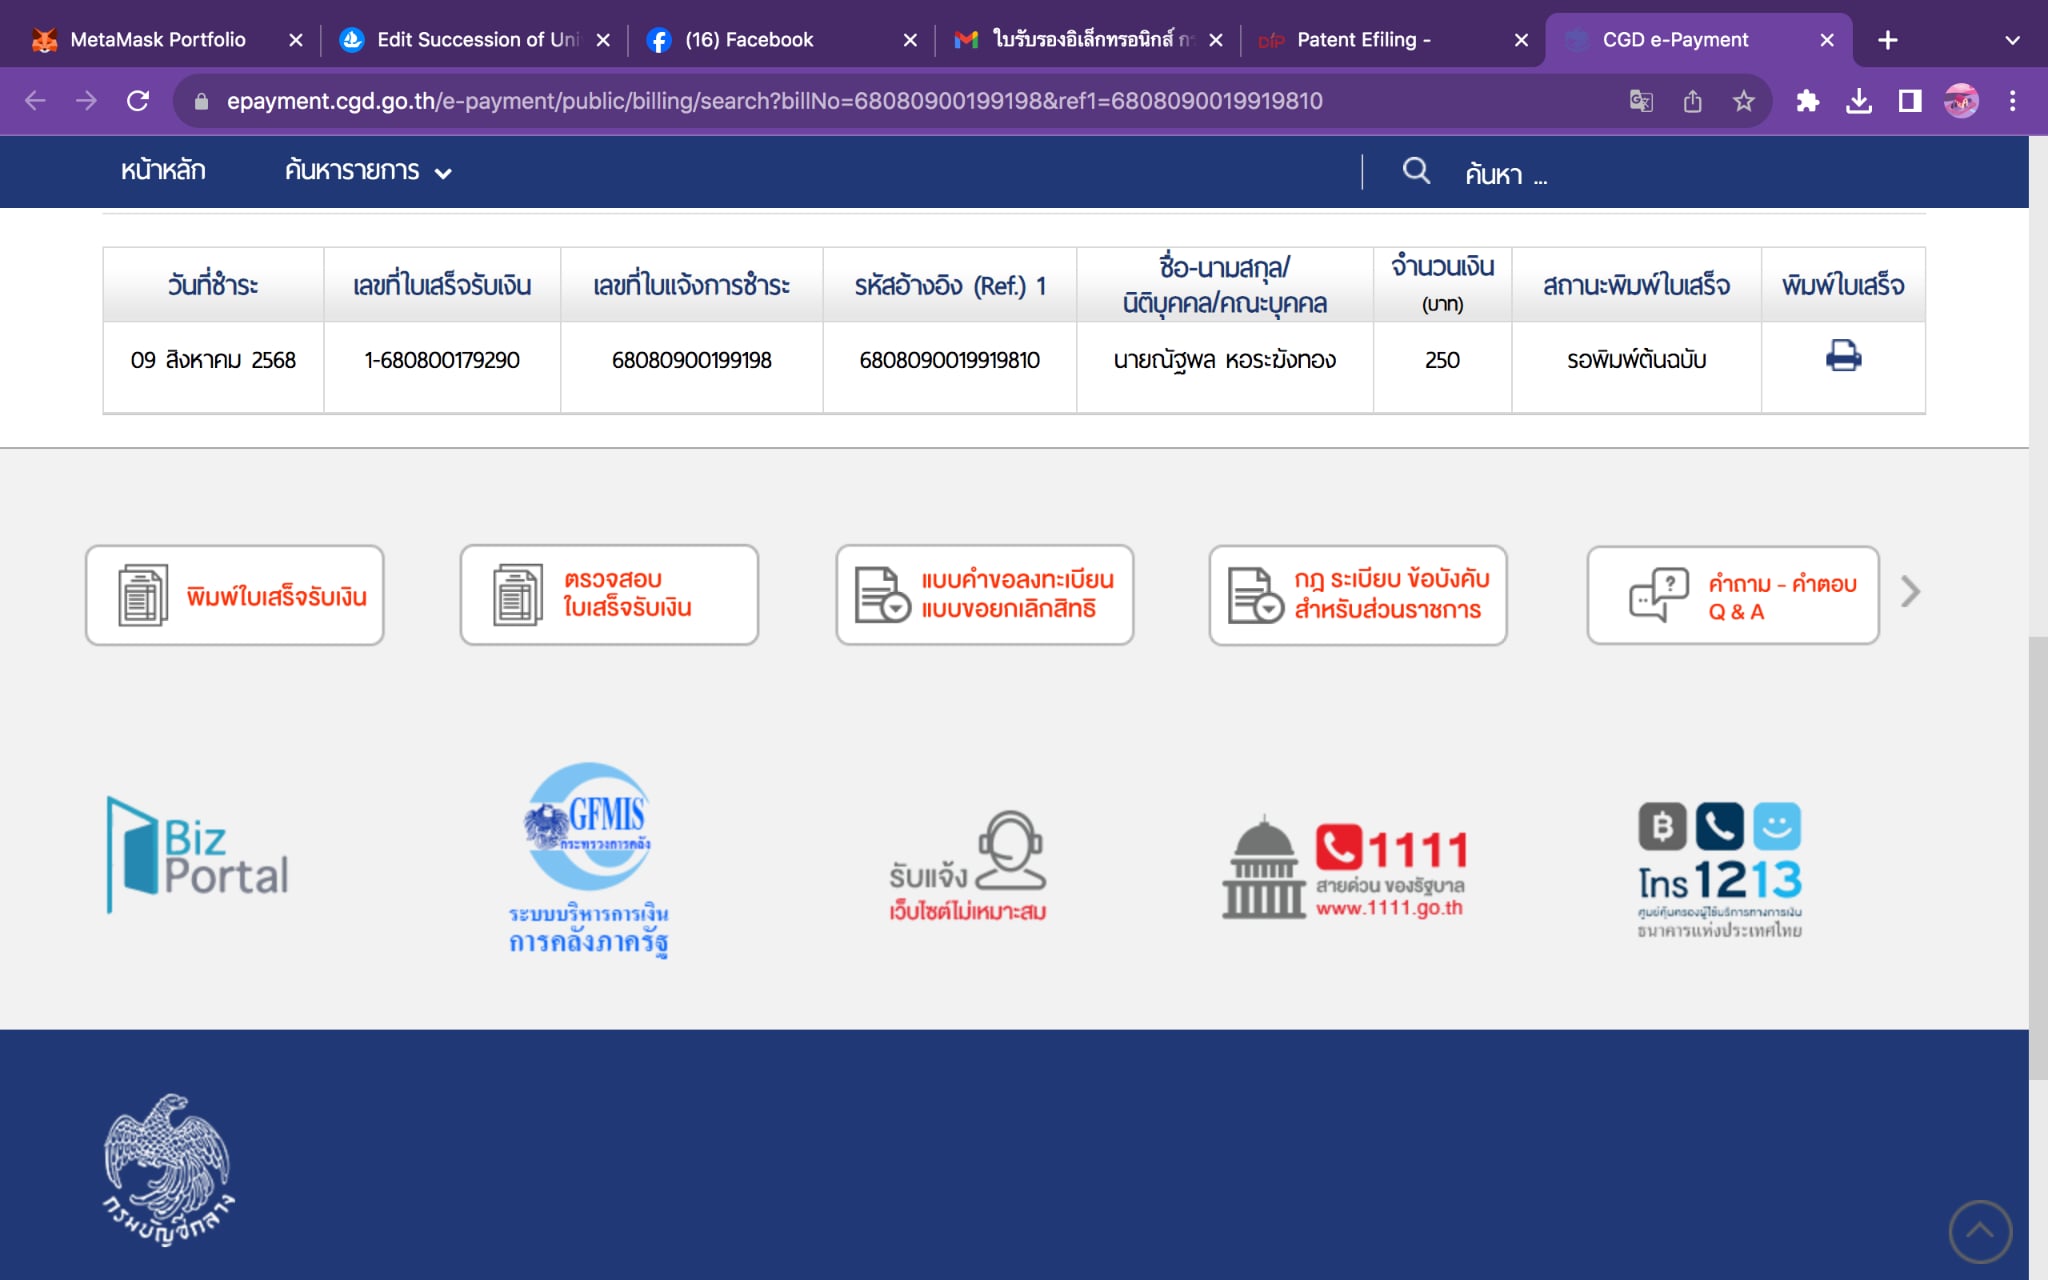 MetaMask Portfolio
Edit Succession of Uni
(16) Facebook
ใบรับรองอิเล็กทรอนิกส์ ก
Patent Efiling -
CGD e-Payment
epayment.cgd.go.th/e-payment/public/billing/search?billNo=68080900199198&ref1=6808090019919810
หน้าหลัก
ค้นหารายการ
ค้นหา ...
วันที่ชำระ
เลขที่ใบเสร็จรับเงิน
เลขที่ใบแจ้งการชำระ
รหัสอ้างอิง (Ref.) 1
ชื่อ-นามสกุล/
นิติบุคคล/คณะบุคคล
จำนวนเงิน
(บาท)
สถานะพิมพ์ใบเสร็จ
พิมพ์ใบเสร็จ
09 สิงหาคม 2568
1-680800179290
68080900199198
6808090019919810
นายณัฐพล หอระฆังทอง
250
รอพิมพ์ต้นฉบับ
พิมพ์ใบเสร็จรับเงิน
ตรวจสอบ
ใบเสร็จรับเงิน
แบบคำขอลงทะเบียน
แบบขอยกเลิกสิทธิ
กฎ ระเบียบ ข้อบังคับ
สำหรับส่วนราชการ
คำถาม - คำตอบ
Q & A
Biz
Portal
GFMIS
กระทรวงการคลัง
ระบบบริหารการเงิน
การคลังภาครัฐ
รับแจ้ง
เว็บไซต์ไม่เหมาะสม
1111
สายด่วน ของรัฐบาล
www.1111.go.th
โทร 1213
ศูนย์คุ้มครองผู้ใช้บริการทางการเงิน
ธนาคารแห่งประเทศไทย
กรมบัญชีกลาง